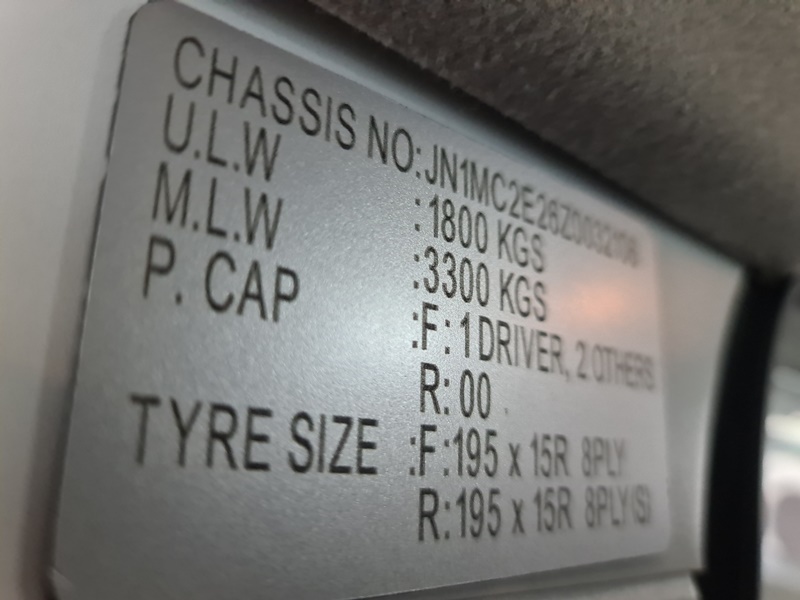 CHASSIS NO:JN1MC2E26Z0032106
U.L.W :1800 KGS
M.L.W :3300 KGS
P. CAP :F: 1 DRIVER, 2 OTHERS
R: 00
TYRE SIZE :F:195 x 15R 8PLY
R:195 x 15R 8PLY(S)